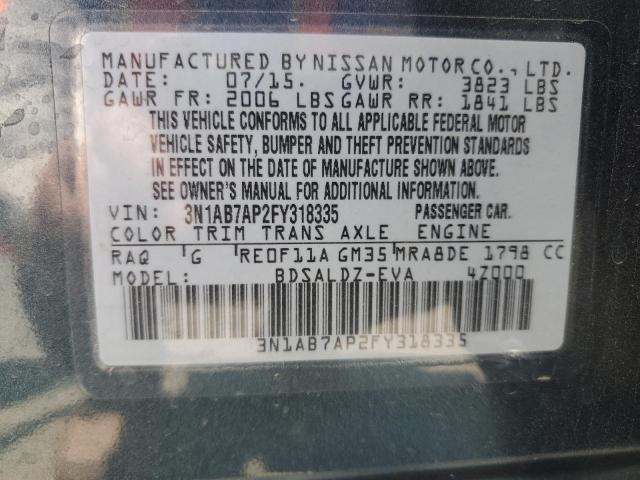 MANUFACTURED BY NISSAN MOTOR CO., LTD.
DATE: 07/15. GVWR: 3823 LBS
GAWR FR: 2006 LBS GAWR RR: 1841 LBS
THIS VEHICLE CONFORMS TO ALL APPLICABLE FEDERAL MOTOR
VEHICLE SAFETY, BUMPER AND THEFT PREVENTION STANDARDS
IN EFFECT ON THE DATE OF MANUFACTURE SHOWN ABOVE.
SEE OWNER'S MANUAL FOR ADDITIONAL INFORMATION.
VIN: 3N1AB7AP2FY318335 PASSENGER CAR.
COLOR TRIM TRANS AXLE ENGINE
RAQ G RE0F11A GM35 MRA8DE 1798 CC
MODEL: BDSALDZ-EVA 4Z000
3N1AB7AP2FY318335